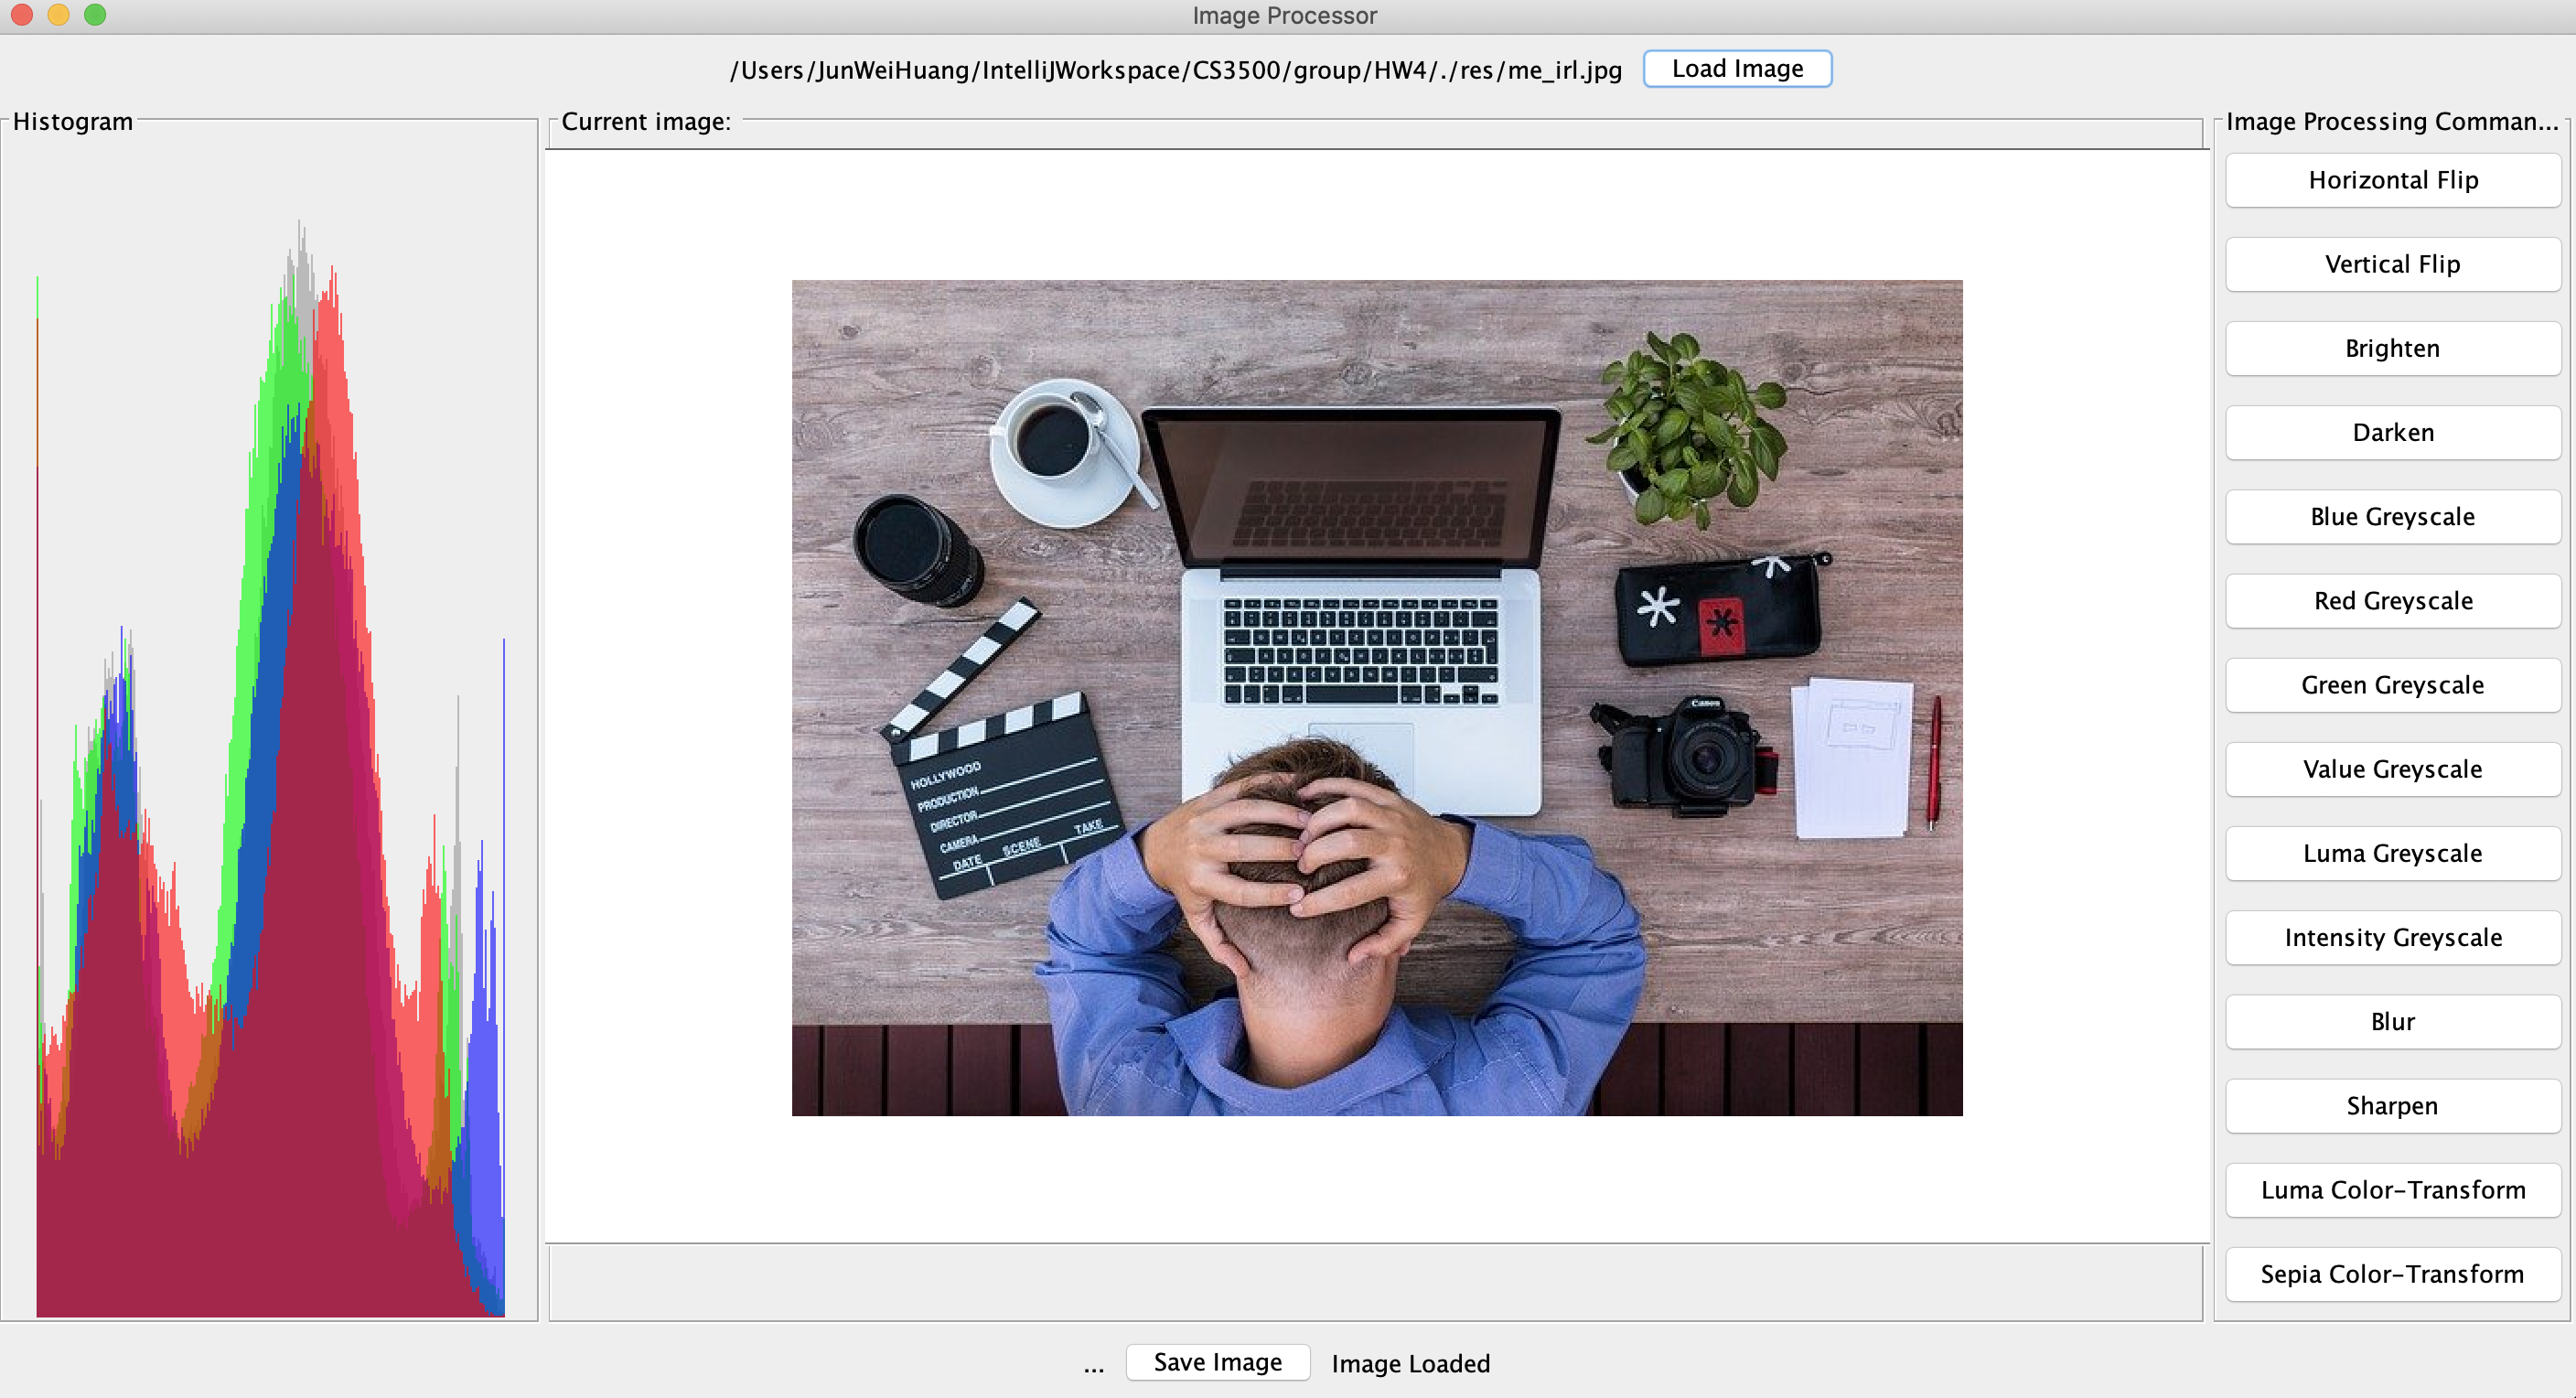 Image Processor
/Users/JunWeiHuang/IntelliJWorkspace/CS3500/group/HW4/./res/me_irl.jpg Load Image
Histogram
Current image:
Image Processing Comman...
Horizontal Flip
Vertical Flip
Brighten
Darken
Blue Greyscale
Red Greyscale
Green Greyscale
Value Greyscale
Luma Greyscale
Intensity Greyscale
Blur
Sharpen
Luma Color-Transform
Sepia Color-Transform
Canon
HOLLYWOOD
PRODUCTION
DIRECTOR
CAMERA
DATE SCENE TAKE
... Save Image Image Loaded